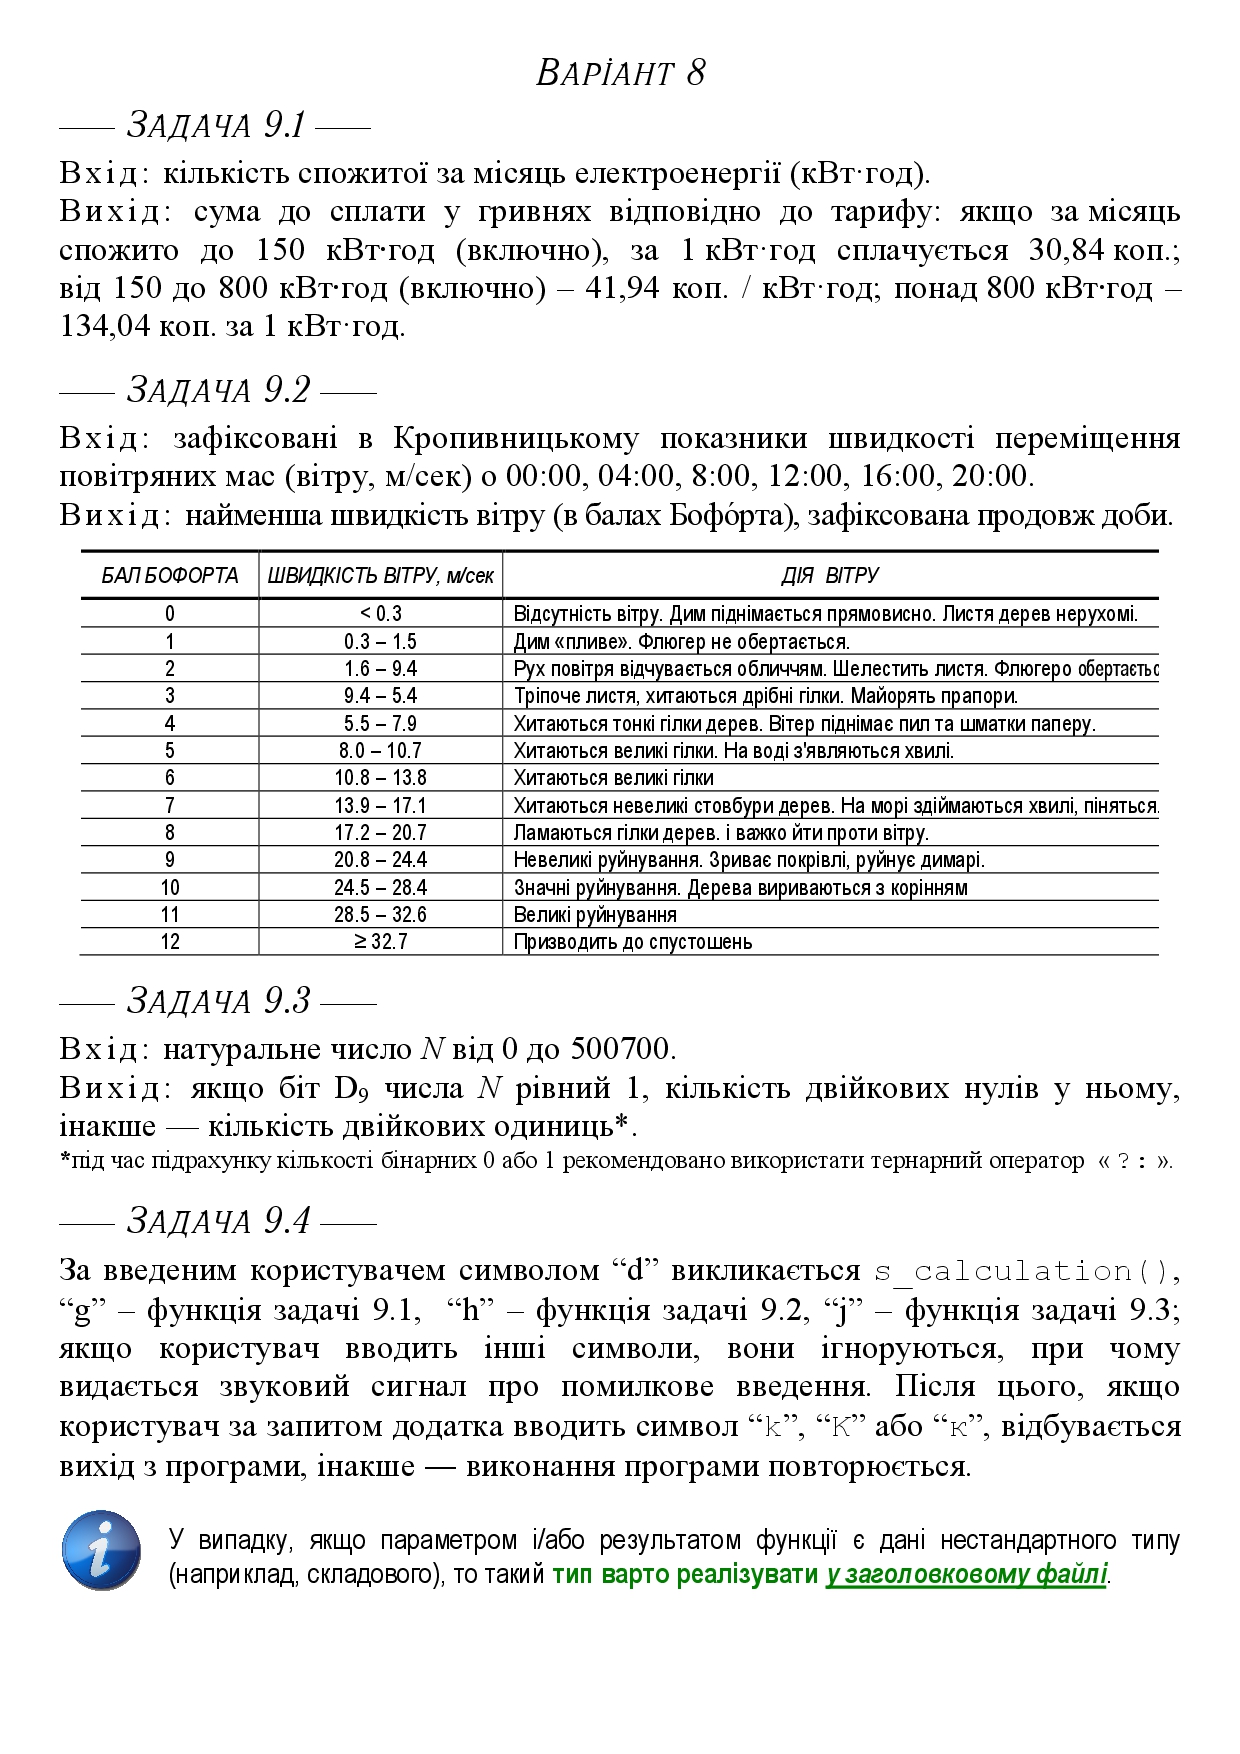 ВАРІАНТ 8
—— ЗАДАЧА 9.1 ——
Вхід: кількість спожитої за місяць електроенергії (кВт·год).
Вихід: сума до сплати у гривнях відповідно до тарифу: якщо за місяць
спожито до 150 кВт·год (включно), за 1 кВт·год сплачується 30,84 коп.;
від 150 до 800 кВт·год (включно) – 41,94 коп. / кВт·год; понад 800 кВт·год –
134,04 коп. за 1 кВт·год.
—— ЗАДАЧА 9.2 ——
Вхід: зафіксовані в Кропивницькому показники швидкості переміщення
повітряних мас (вітру, м/сек) о 00:00, 04:00, 8:00, 12:00, 16:00, 20:00.
Вихід: найменша швидкість вітру (в балах Бофо́рта), зафіксована продовж доби.
БАЛ БОФОРТА ШВИДКІСТЬ ВІТРУ, м/сек ДІЯ ВІТРУ
0 < 0.3 Відсутність вітру. Дим піднімається прямовисно. Листя дерев нерухомі.
1 0.3 – 1.5 Дим «пливе». Флюгер не обертається.
2 1.6 – 9.4 Рух повітря відчувається обличчям. Шелестить листя. Флюгеро обертаєтьс
3 9.4 – 5.4 Тріпоче листя, хитаються дрібні гілки. Майорять прапори.
4 5.5 – 7.9 Хитаються тонкі гілки дерев. Вітер піднімає пил та шматки паперу.
5 8.0 – 10.7 Хитаються великі гілки. На воді з'являються хвилі.
6 10.8 – 13.8 Хитаються великі гілки
7 13.9 – 17.1 Хитаються невеликі стовбури дерев. На морі здіймаються хвилі, піняться.
8 17.2 – 20.7 Ламаються гілки дерев. і важко йти проти вітру.
9 20.8 – 24.4 Невеликі руйнування. Зриває покрівлі, руйнує димарі.
10 24.5 – 28.4 Значні руйнування. Дерева вириваються з корінням
11 28.5 – 32.6 Великі руйнування
12 ≥ 32.7 Призводить до спустошень
—— ЗАДАЧА 9.3 ——
Вхід: натуральне число N від 0 до 500700.
Вихід: якщо біт D₉ числа N рівний 1, кількість двійкових нулів у ньому,
інакше — кількість двійкових одиниць*.
*під час підрахунку кількості бінарних 0 або 1 рекомендовано використати тернарний оператор « ? : ».
—— ЗАДАЧА 9.4 ——
За введеним користувачем символом “d” викликається s_calculation(),
“g” – функція задачі 9.1, “h” – функція задачі 9.2, “j” – функція задачі 9.3;
якщо користувач вводить інші символи, вони ігноруються, при чому
видається звуковий сигнал про помилкове введення. Після цього, якщо
користувач за запитом додатка вводить символ “k”, “K” або “к”, відбувається
вихід з програми, інакше — виконання програми повторюється.
У випадку, якщо параметром і/або результатом функції є дані нестандартного типу
(наприклад, складового), то такий тип варто реалізувати у заголовковому файлі.